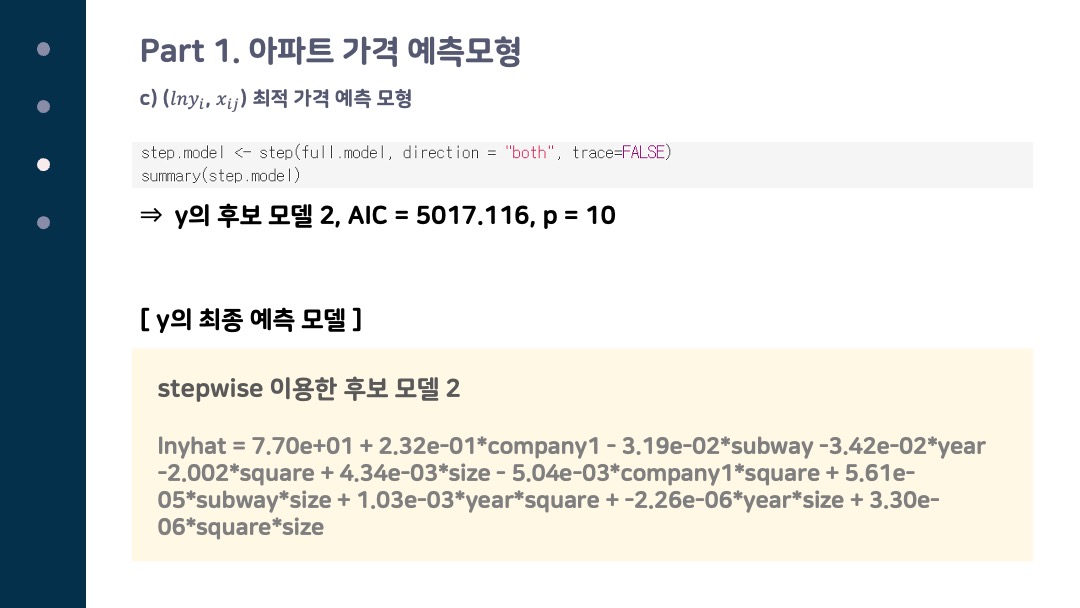 Part 1. 아파트 가격 예측모형
c) (lny_i, x_ij) 최적 가격 예측 모형
step.model <- step(full.model, direction = "both", trace=FALSE)
summary(step.model)
⇒ y의 후보 모델 2, AIC = 5017.116, p = 10
[ y의 최종 예측 모델 ]
stepwise 이용한 후보 모델 2
lnyhat = 7.70e+01 + 2.32e-01*company1 - 3.19e-02*subway -3.42e-02*year
-2.002*square + 4.34e-03*size - 5.04e-03*company1*square + 5.61e-
05*subway*size + 1.03e-03*year*square + -2.26e-06*year*size + 3.30e-
06*square*size